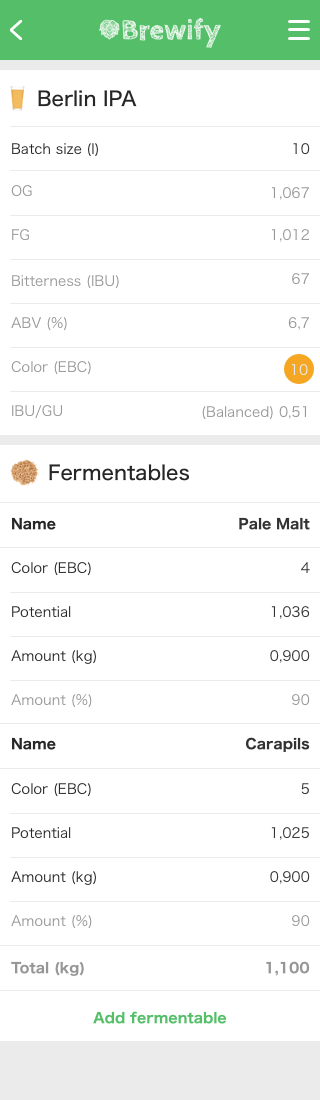 Brewify
Berlin IPA
Batch size (l) 10
OG 1,067
FG 1,012
Bitterness (IBU) 67
ABV (%) 6,7
Color (EBC) 10
IBU/GU (Balanced) 0,51
Fermentables
Name Pale Malt
Color (EBC) 4
Potential 1,036
Amount (kg) 0,900
Amount (%) 90
Name Carapils
Color (EBC) 5
Potential 1,025
Amount (kg) 0,900
Amount (%) 90
Total (kg) 1,100
Add fermentable